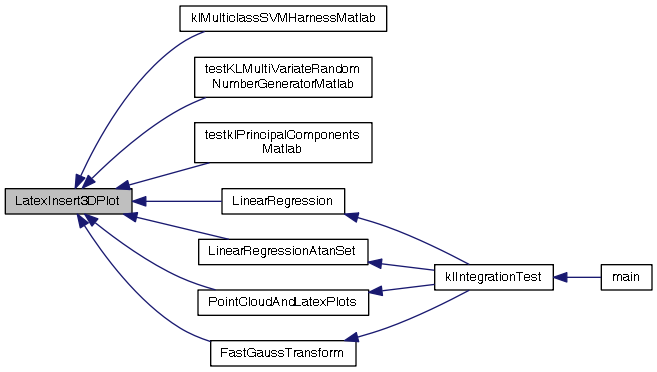 klMulticlassSVMHarnessMatlab
testKLMultiVariateRandom
NumberGeneratorMatlab
testklPrincipalComponents
Matlab
LatexInsert3DPlot
LinearRegression
LinearRegressionAtanSet
klIntegrationTest
main
PointCloudAndLatexPlots
FastGaussTransform